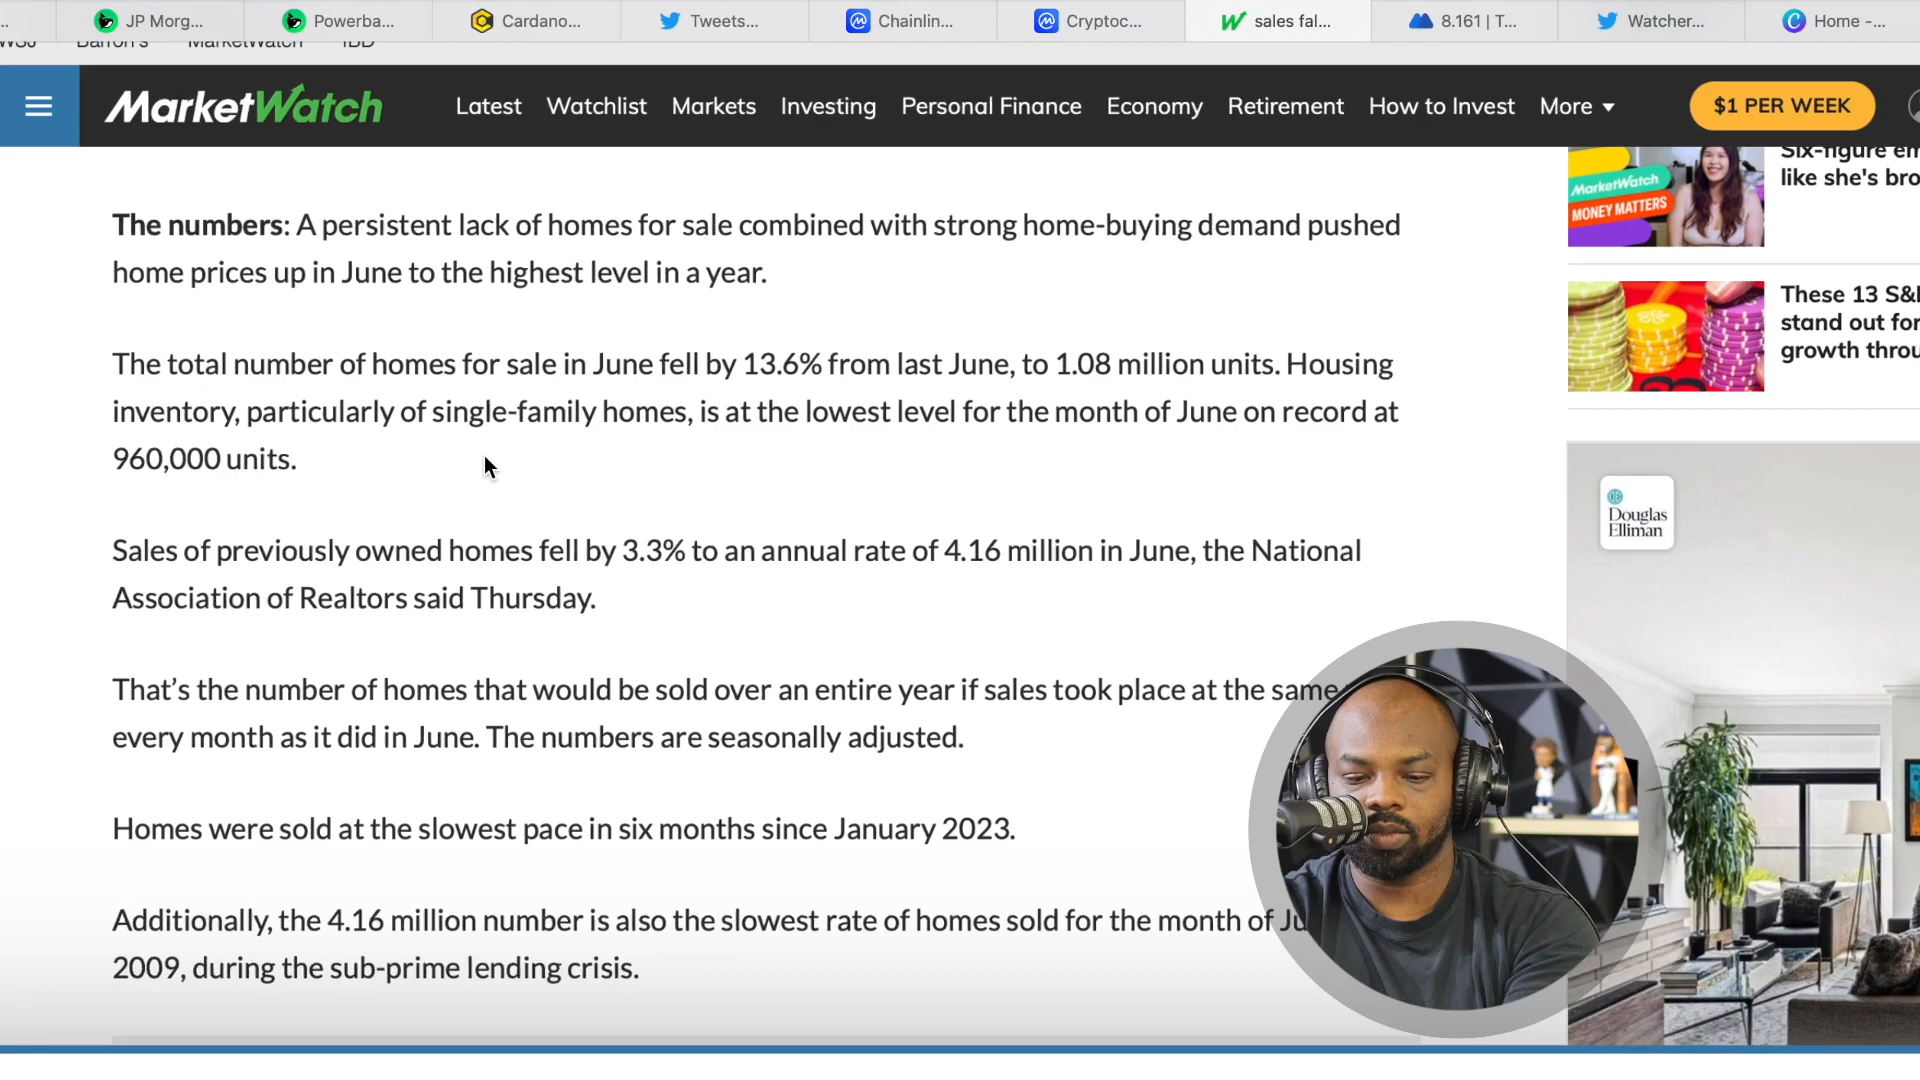 JP Morg...
Powerba...
Cardano...
Tweets...
Chainlin...
Cryptoc...
sales fal...
8.161 | T...
Watcher...
Home -...
WSJ Barron's MarketWatch IBD
MarketWatch
Latest Watchlist Markets Investing Personal Finance Economy Retirement How to Invest More
$1 PER WEEK
The numbers: A persistent lack of homes for sale combined with strong home-buying demand pushed
home prices up in June to the highest level in a year.
The total number of homes for sale in June fell by 13.6% from last June, to 1.08 million units. Housing
inventory, particularly of single-family homes, is at the lowest level for the month of June on record at
960,000 units.
Sales of previously owned homes fell by 3.3% to an annual rate of 4.16 million in June, the National
Association of Realtors said Thursday.
That's the number of homes that would be sold over an entire year if sales took place at the same
every month as it did in June. The numbers are seasonally adjusted.
Homes were sold at the slowest pace in six months since January 2023.
Additionally, the 4.16 million number is also the slowest rate of homes sold for the month of Ju
2009, during the sub-prime lending crisis.
MarketWatch
MONEY MATTERS
Six-figure em
like she's bro
These 13 S&
stand out for
growth throu
Douglas
Elliman